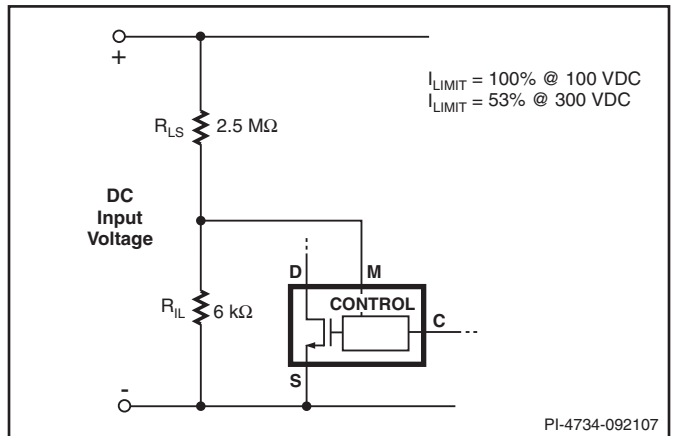 +
I_LIMIT = 100% @ 100 VDC
I_LIMIT = 53% @ 300 VDC
R_LS 2.5 MΩ
DC
Input
Voltage
D M
R_IL 6 kΩ
CONTROL
C
S
-
PI-4734-092107